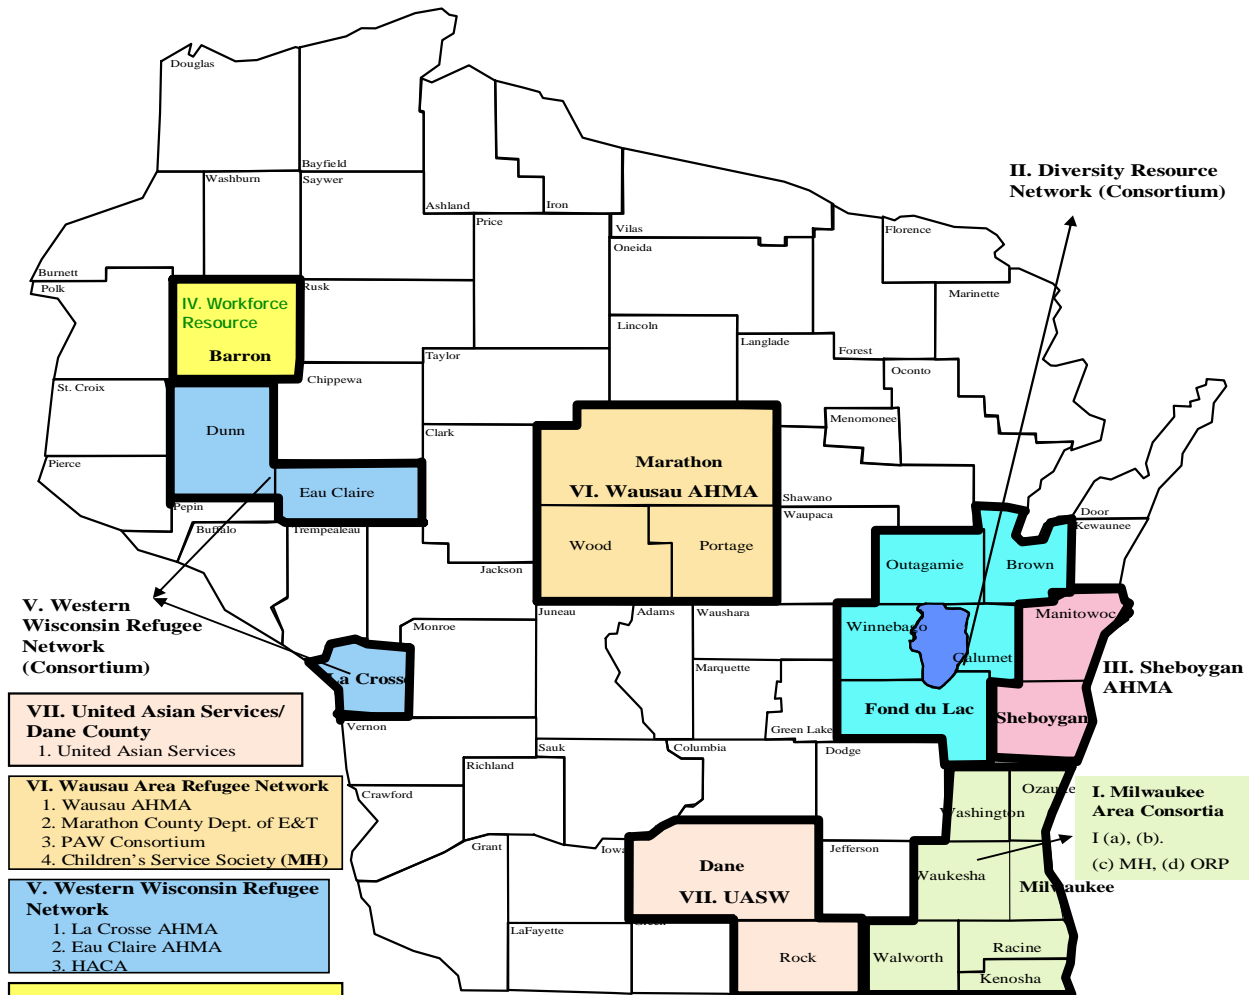 Douglas
Bayfield
Washburn
Saywer
Ashland
Iron
Price
Vilas
Oneida
Florence
II. Diversity Resource
Network (Consortium)
Burnett
Polk
Rusk
Marinette
IV. Workforce
Resource
Barron
Lincoln
Langlade
Forest
Taylor
Oconto
St. Croix
Chippewa
Menomonee
Dunn
Clark
Pierce
Marathon
VI. Wausau AHMA
Eau Claire
Shawano
Pepin
Waupaca
Door
Kewaunee
Buffalo
Trempealeau
Wood
Portage
Outagamie
Brown
Jackson
V. Western
Wisconsin Refugee
Network
(Consortium)
Juneau
Adams
Waushara
Manitowoc
Monroe
Winnebago
Calumet
Marquette
III. Sheboygan
AHMA
La Crosse
Fond du Lac
Sheboygan
Vernon
Green Lake
VII. United Asian Services/
Dane County
1. United Asian Services
Sauk
Columbia
Dodge
Richland
VI. Wausau Area Refugee Network
1. Wausau AHMA
2. Marathon County Dept. of E&T
3. PAW Consortium
4. Children's Service Society (MH)
Crawford
Washington
Ozaukee
I. Milwaukee
Area Consortia
I (a), (b).
(c) MH, (d) ORP
Grant
Iowa
Jefferson
Dane
VII. UASW
Waukesha
Milwaukee
V. Western Wisconsin Refugee
Network
1. La Crosse AHMA
2. Eau Claire AHMA
3. HACA
LaFayette
Green
Rock
Walworth
Racine
Kenosha